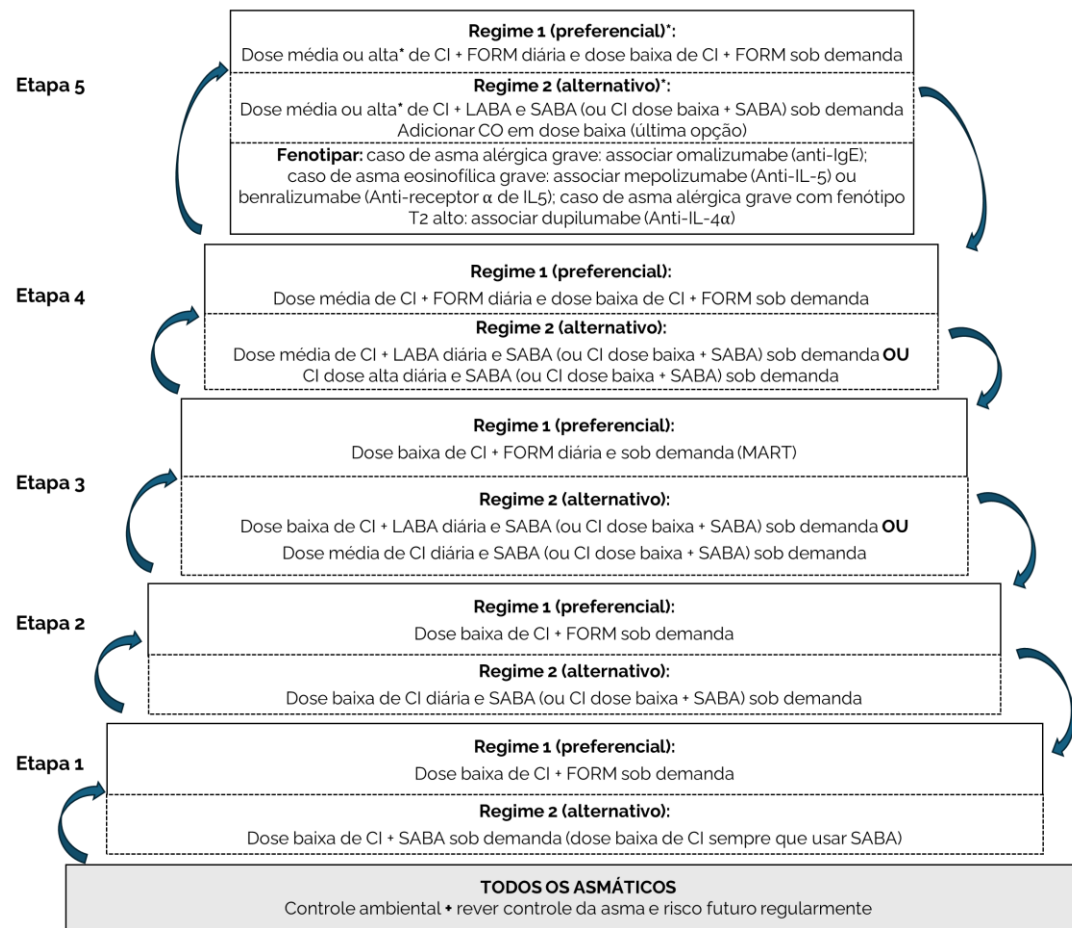 Etapa 5
Regime 1 (preferencial)*:
Dose média ou alta* de CI + FORM diária e dose baixa de CI + FORM sob demanda
Regime 2 (alternativo)*:
Dose média ou alta* de CI + LABA e SABA (ou CI dose baixa + SABA) sob demanda
Adicionar CO em dose baixa (última opção)
Fenotipar: caso de asma alérgica grave: associar omalizumabe (anti-IgE);
caso de asma eosinofílica grave: associar mepolizumabe (Anti-IL-5) ou
benralizumabe (Anti-receptor α de IL5); caso de asma alérgica grave com fenótipo
T2 alto: associar dupilumabe (Anti-IL-4α)
Etapa 4
Regime 1 (preferencial):
Dose média de CI + FORM diária e dose baixa de CI + FORM sob demanda
Regime 2 (alternativo):
Dose média de CI + LABA diária e SABA (ou CI dose baixa + SABA) sob demanda OU
CI dose alta diária e SABA (ou CI dose baixa + SABA) sob demanda
Etapa 3
Regime 1 (preferencial):
Dose baixa de CI + FORM diária e sob demanda (MART)
Regime 2 (alternativo):
Dose baixa de CI + LABA diária e SABA (ou CI dose baixa + SABA) sob demanda OU
Dose média de CI diária e SABA (ou CI dose baixa + SABA) sob demanda
Etapa 2
Regime 1 (preferencial):
Dose baixa de CI + FORM sob demanda
Regime 2 (alternativo):
Dose baixa de CI diária e SABA (ou CI dose baixa + SABA) sob demanda
Etapa 1
Regime 1 (preferencial):
Dose baixa de CI + FORM sob demanda
Regime 2 (alternativo):
Dose baixa de CI + SABA sob demanda (dose baixa de CI sempre que usar SABA)
TODOS OS ASMÁTICOS
Controle ambiental + rever controle da asma e risco futuro regularmente